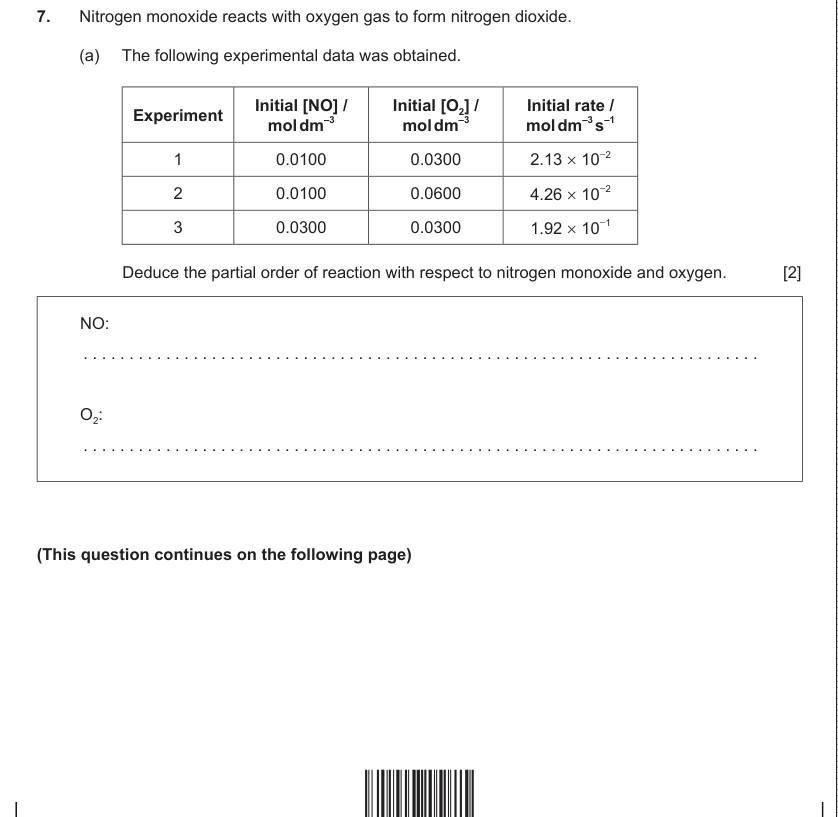 7. Nitrogen monoxide reacts with oxygen gas to form nitrogen dioxide.
(a) The following experimental data was obtained.
Experiment Initial [NO] / mol dm⁻³ Initial [O₂] / mol dm⁻³ Initial rate / mol dm⁻³ s⁻¹
1 0.0100 0.0300 2.13 × 10⁻²
2 0.0100 0.0600 4.26 × 10⁻²
3 0.0300 0.0300 1.92 × 10⁻¹
Deduce the partial order of reaction with respect to nitrogen monoxide and oxygen. [2]
NO:
O₂:
(This question continues on the following page)